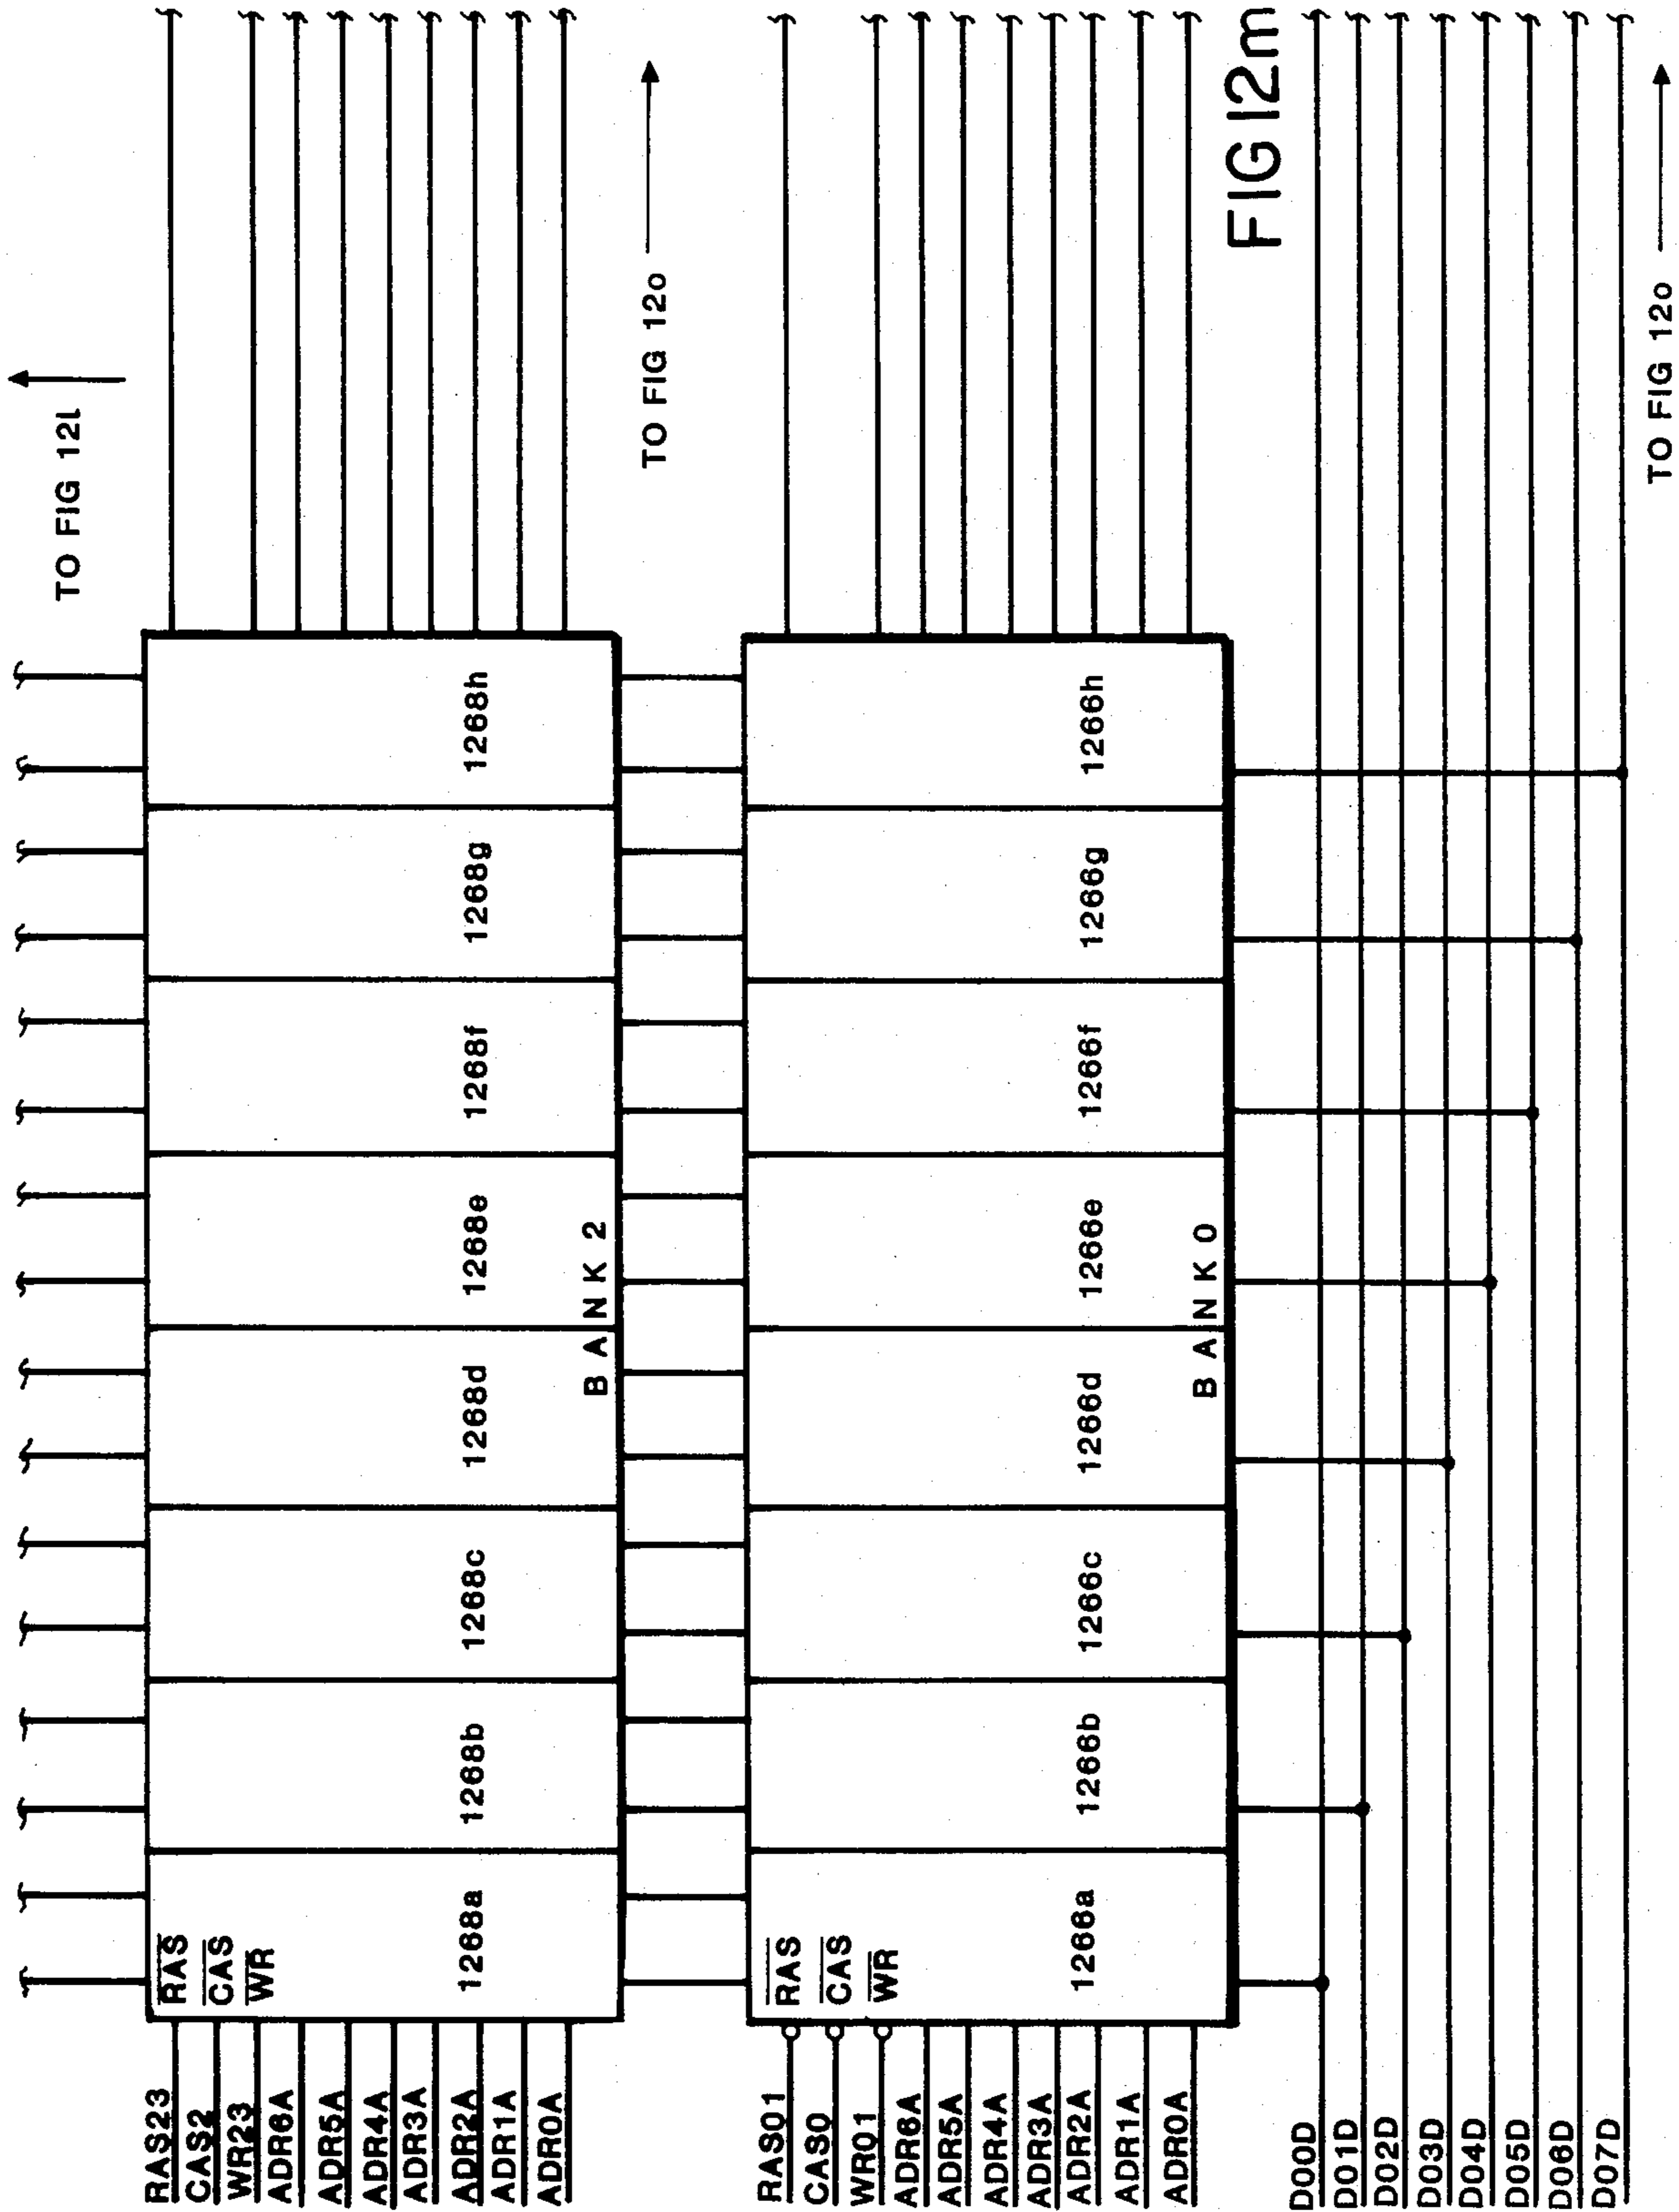 TO FIG 12l
RAS23
CAS2
WR23
ADR6A
ADR5A
ADR4A
ADR3A
ADR2A
ADR1A
ADR0A
RAS
CAS
WR
1268a
1268b
1268c
1268d
1268e
1268f
1268g
1268h
BANK 2
TO FIG 12o
RAS01
CAS0
WR01
ADR6A
ADR5A
ADR4A
ADR3A
ADR2A
ADR1A
ADR0A
RAS
CAS
WR
1266a
1266b
1266c
1266d
1266e
1266f
1266g
1266h
BANK 0
FIG 12m
D00D
D01D
D02D
D03D
D04D
D05D
D06D
D07D
TO FIG 12o